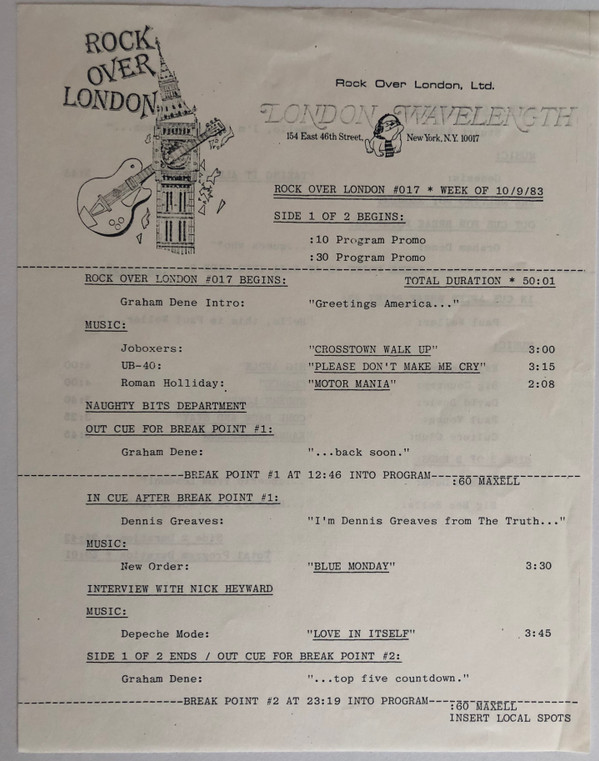 ROCK
OVER
LONDON
Rock Over London, Ltd.
LONDON WAVELENGTH
154 East 46th Street, New York, N.Y. 10017
ROCK OVER LONDON #017 * WEEK OF 10/9/83
SIDE 1 OF 2 BEGINS:
:10 Program Promo
:30 Program Promo
ROCK OVER LONDON #017 BEGINS: TOTAL DURATION * 50:01
Graham Dene Intro: "Greetings America..."
MUSIC:
Joboxers: "CROSSTOWN WALK UP" 3:00
UB-40: "PLEASE DON'T MAKE ME CRY" 3:15
Roman Holliday: "MOTOR MANIA" 2:08
NAUGHTY BITS DEPARTMENT
OUT CUE FOR BREAK POINT #1:
Graham Dene: "...back soon."
BREAK POINT #1 AT 12:46 INTO PROGRAM
:60 MAXELL
IN CUE AFTER BREAK POINT #1:
Dennis Greaves: "I'm Dennis Greaves from The Truth..."
MUSIC:
New Order: "BLUE MONDAY" 3:30
INTERVIEW WITH NICK HEYWARD
MUSIC:
Depeche Mode: "LOVE IN ITSELF" 3:45
SIDE 1 OF 2 ENDS / OUT CUE FOR BREAK POINT #2:
Graham Dene: "...top five countdown."
BREAK POINT #2 AT 23:19 INTO PROGRAM
:60 MAXELL
INSERT LOCAL SPOTS